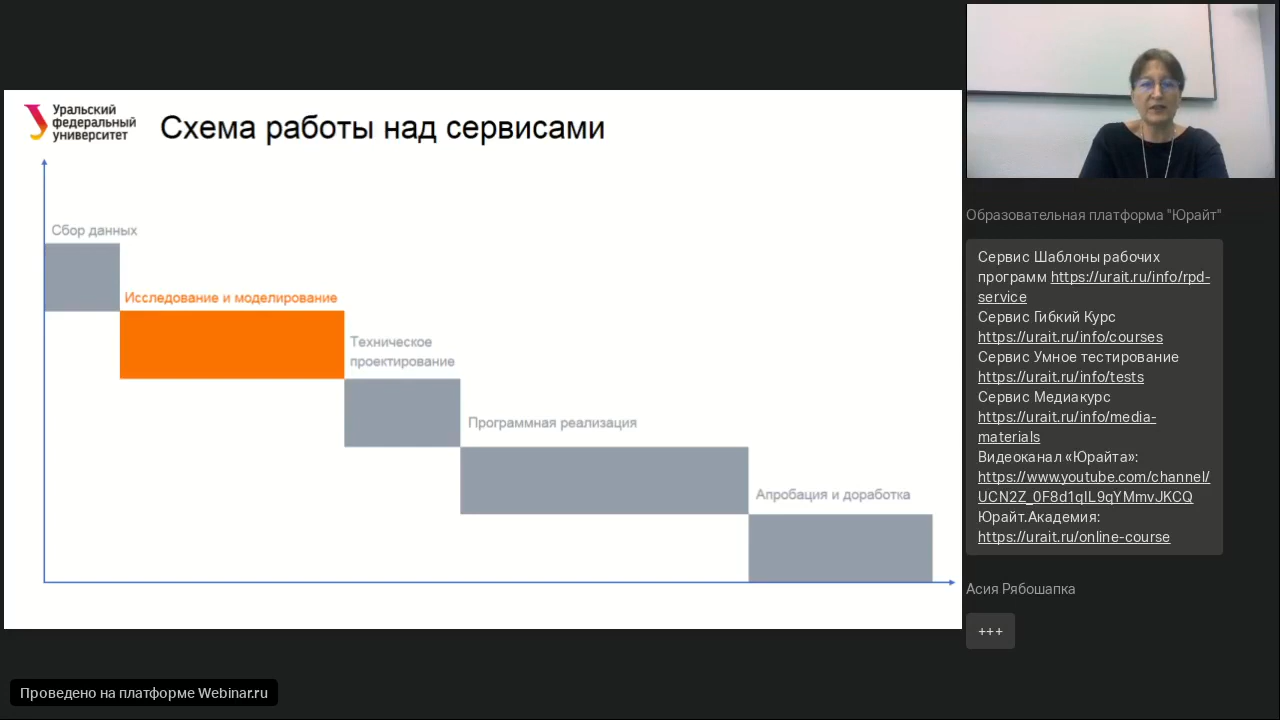 Уральский
федеральный
университет
Схема работы над сервисами
Сбор данных
Исследование и моделирование
Техническое
проектирование
Программная реализация
Апробация и доработка
Образовательная платформа "Юрайт"
Сервис Шаблоны рабочих
программ https://urait.ru/info/rpd-
service
Сервис Гибкий Курс
https://urait.ru/info/courses
Сервис Умное тестирование
https://urait.ru/info/tests
Сервис Медиакурс
https://urait.ru/info/media-
materials
Видеоканал «Юрайта»:
https://www.youtube.com/channel/
UCN2Z_0F8d1qIL9qYMmvJKCQ
Юрайт.Академия:
https://urait.ru/online-course
Асия Рябошапка
+++
Проведено на платформе Webinar.ru